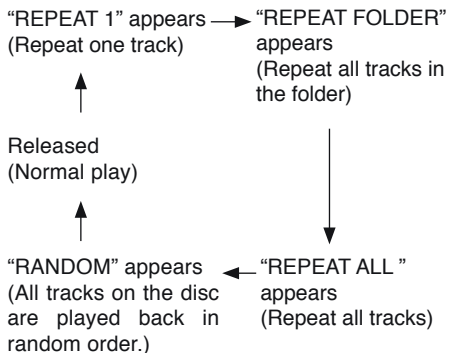 “REPEAT 1” appears
(Repeat one track)
“REPEAT FOLDER”
appears
(Repeat all tracks in
the folder)
Released
(Normal play)
“RANDOM” appears
(All tracks on the disc
are played back in
random order.)
“REPEAT ALL ”
appears
(Repeat all tracks)